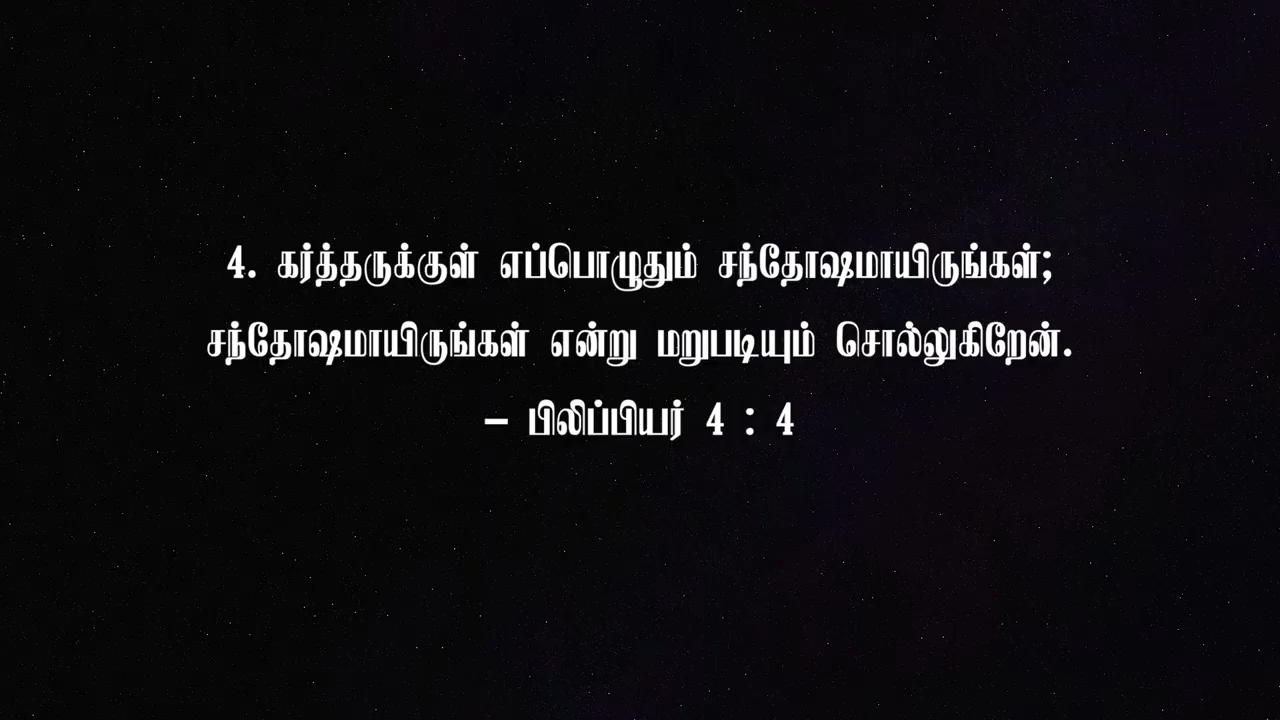 4. கர்த்தருக்குள் எப்பொழுதும் சந்தோஷமாயிருங்கள்;
சந்தோஷமாயிருங்கள் என்று மறுபடியும் சொல்லுகிறேன்.
– பிலிப்பியர் 4 : 4